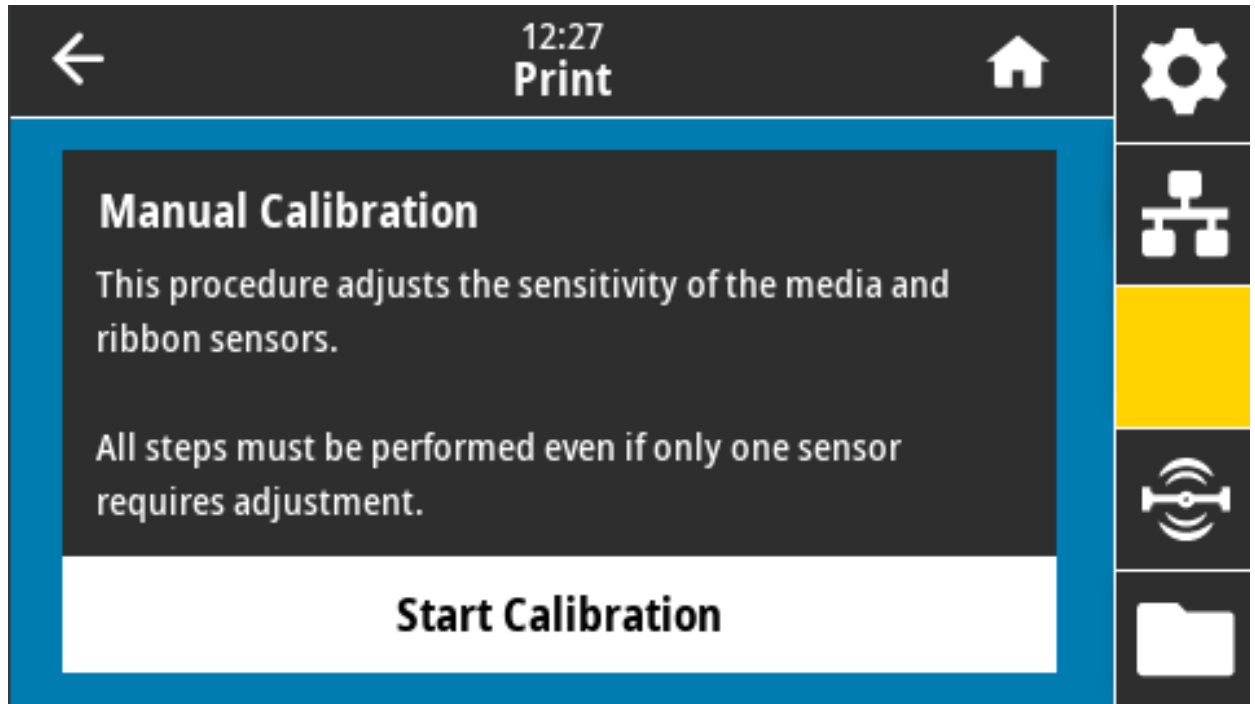 12:27
Print
Manual Calibration
This procedure adjusts the sensitivity of the media and
ribbon sensors.
All steps must be performed even if only one sensor
requires adjustment.
Start Calibration